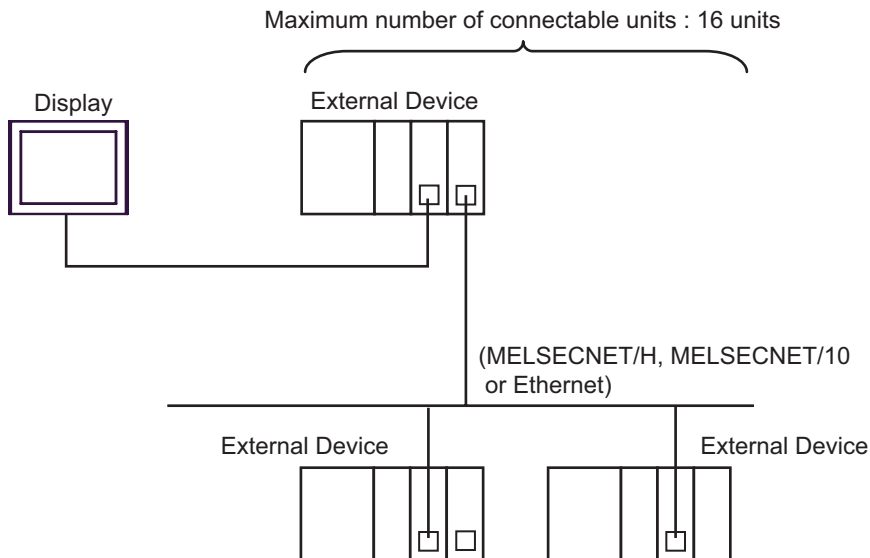 Maximum number of connectable units : 16 units
Display
External Device
(MELSECNET/H, MELSECNET/10
or Ethernet)
External Device
External Device